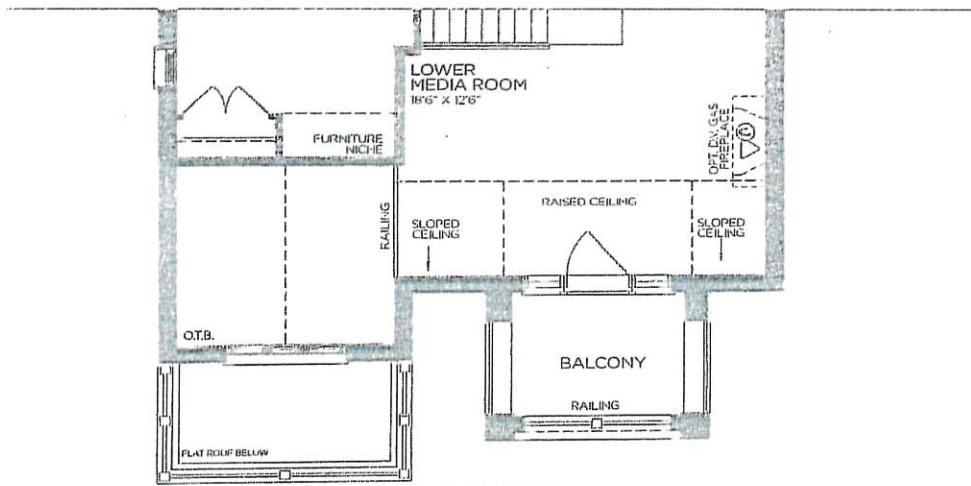 LOWER
MEDIA ROOM
18'6" X 12'6"
FURNITURE
NICHE
OPT. D.V. GAS
FIREPLACE
RAILING
RAISED CEILING
SLOPED
CEILING
SLOPED
CEILING
O.T.B.
BALCONY
RAILING
FLAT ROOF BELOW